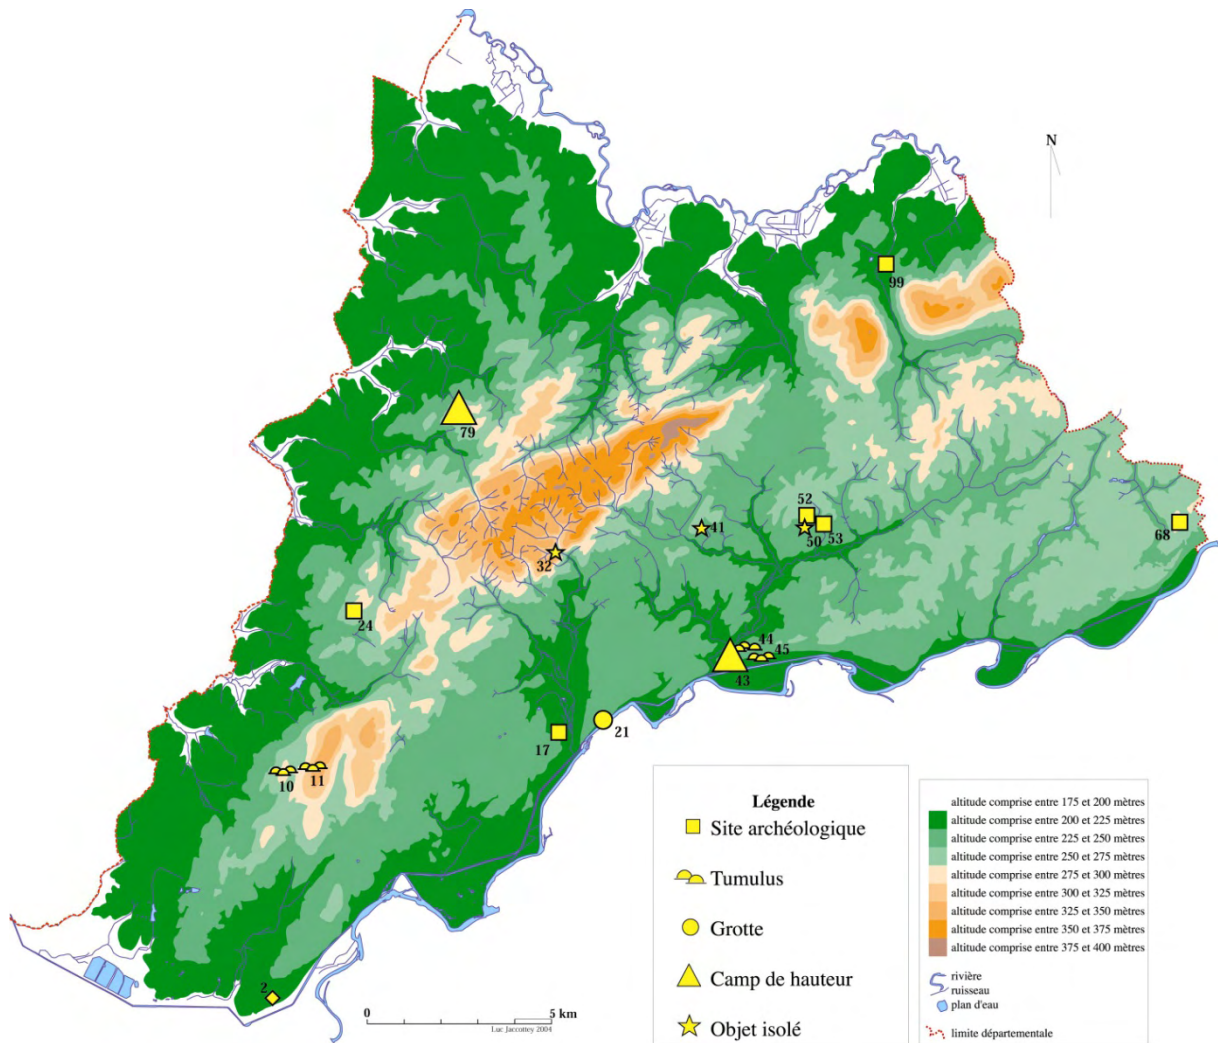 N
99
79
52
41
50
53
68
32
24
44
45
43
21
17
10
11
2
0
5 km
Luc Jaccottey 2004
Légende
Site archéologique
Tumulus
Grotte
Camp de hauteur
Objet isolé
altitude comprise entre 175 et 200 mètres
altitude comprise entre 200 et 225 mètres
altitude comprise entre 225 et 250 mètres
altitude comprise entre 250 et 275 mètres
altitude comprise entre 275 et 300 mètres
altitude comprise entre 300 et 325 mètres
altitude comprise entre 325 et 350 mètres
altitude comprise entre 350 et 375 mètres
altitude comprise entre 375 et 400 mètres
rivière
ruisseau
plan d'eau
limite départementale